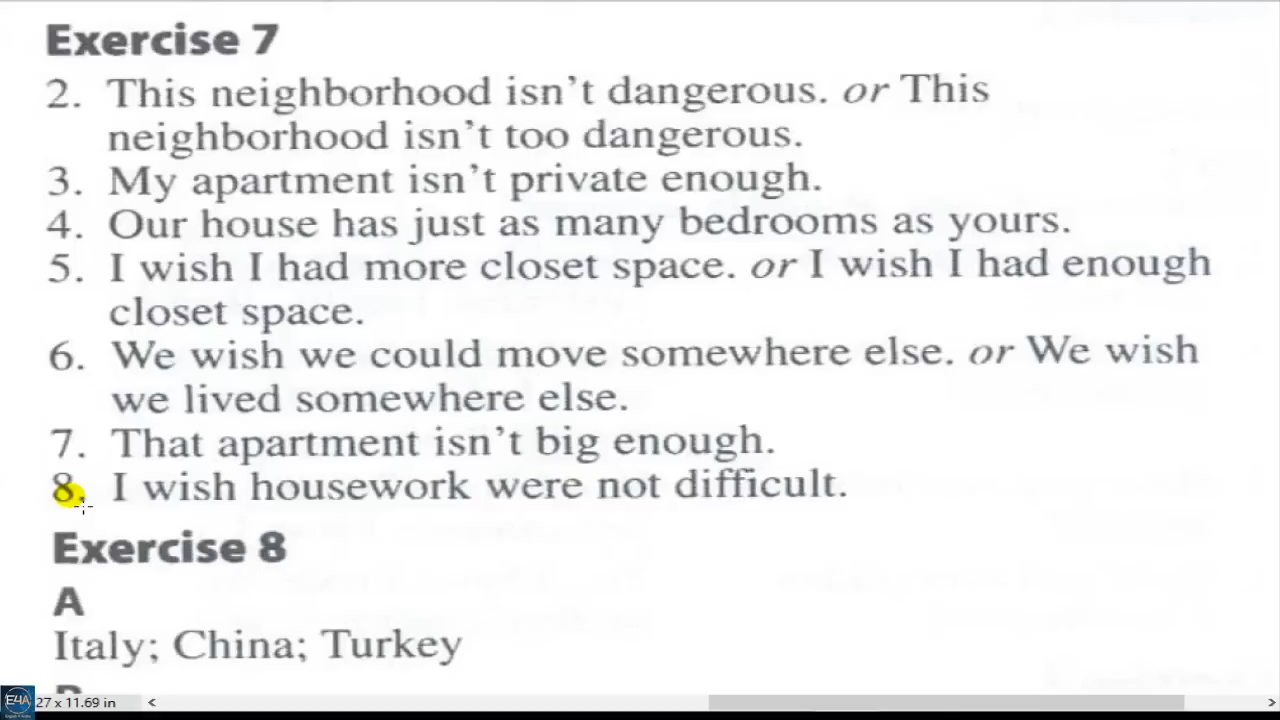 Exercise 7
2. This neighborhood isn't dangerous. or This
neighborhood isn't too dangerous.
3. My apartment isn't private enough.
4. Our house has just as many bedrooms as yours.
5. I wish I had more closet space. or I wish I had enough
closet space.
6. We wish we could move somewhere else. or We wish
we lived somewhere else.
7. That apartment isn't big enough.
8. I wish housework were not difficult.
Exercise 8
A
Italy; China; Turkey
E4A
27 x 11.69 in